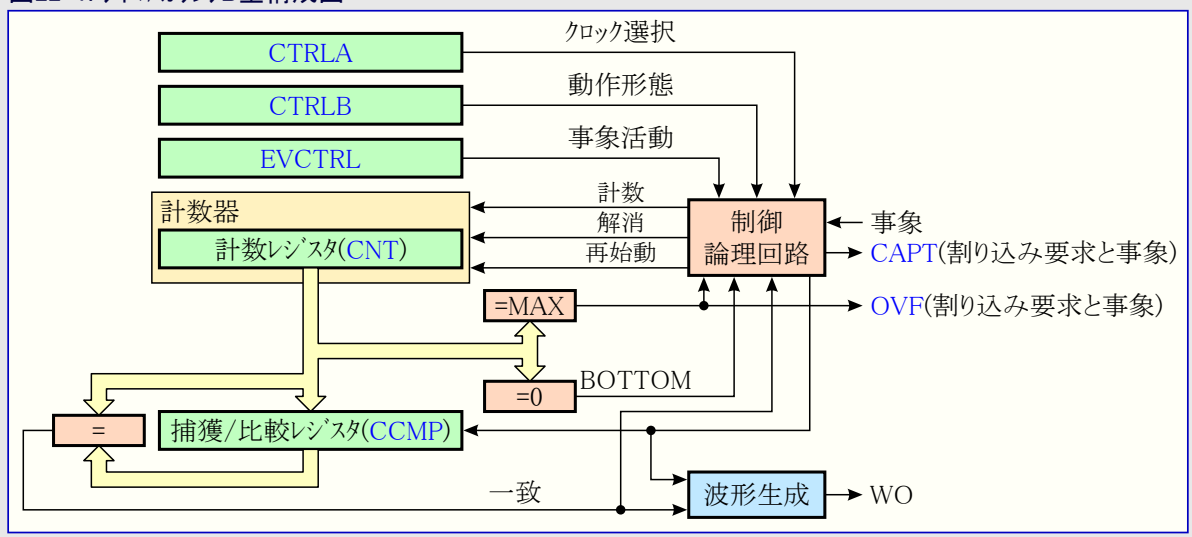 CTRLA
クロック選択
CTRLB
動作形態
EVCTRL
事象活動
計数器
計数レジスタ(CNT)
計数
解消
再始動
制御
論理回路
事象
CAPT(割り込み要求と事象)
=MAX
OVF(割り込み要求と事象)
=0
BOTTOM
=
捕獲/比較レジスタ(CCMP)
一致
波形生成
WO